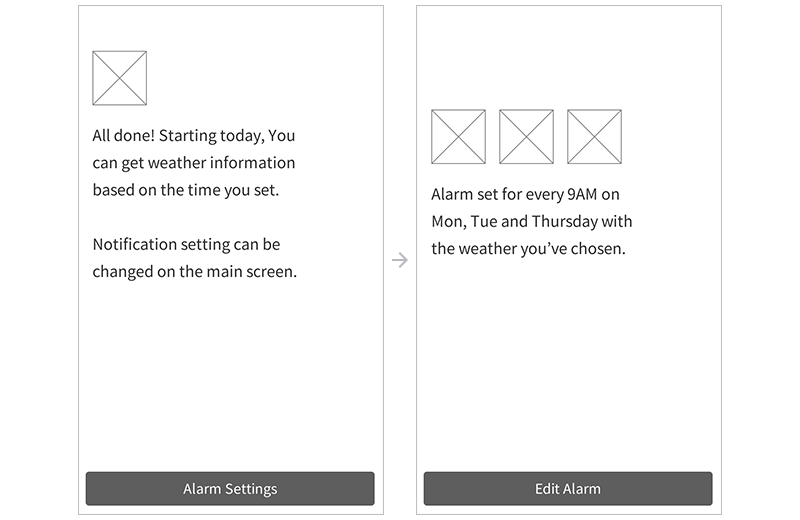 All done! Starting today, You
can get weather information
based on the time you set.
Notification setting can be
changed on the main screen.
Alarm Settings
Alarm set for every 9AM on
Mon, Tue and Thursday with
the weather you’ve chosen.
Edit Alarm